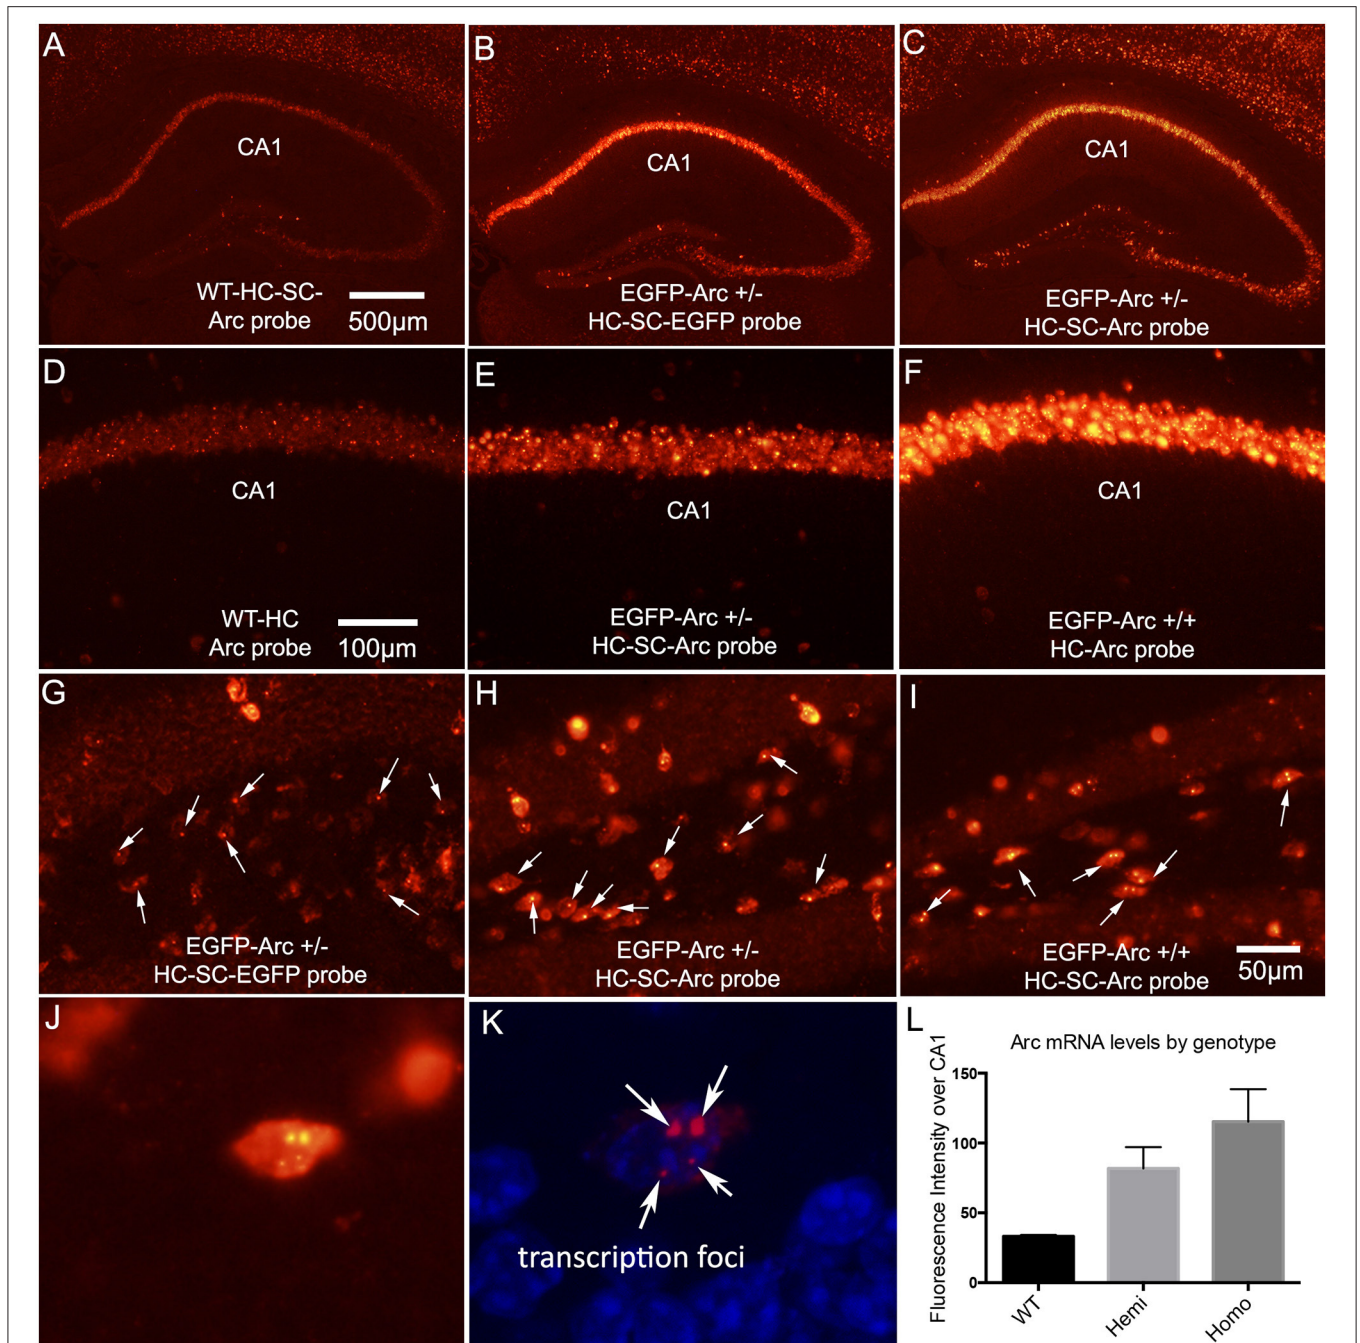 A
CA1
WT-HC-SC-
Arc probe
500µm
B
CA1
EGFP-Arc +/-
HC-SC-EGFP probe
C
CA1
EGFP-Arc +/-
HC-SC-Arc probe
D
CA1
WT-HC
Arc probe
100µm
E
CA1
EGFP-Arc +/-
HC-SC-Arc probe
F
CA1
EGFP-Arc +/+
HC-Arc probe
G
EGFP-Arc +/-
HC-SC-EGFP probe
H
EGFP-Arc +/-
HC-SC-Arc probe
I
EGFP-Arc +/+
HC-SC-Arc probe
50µm
J
K
transcription foci
L
Arc mRNA levels by genotype
Fluorescence Intensity over CA1
150
100
50
0
WT
Hemi
Homo